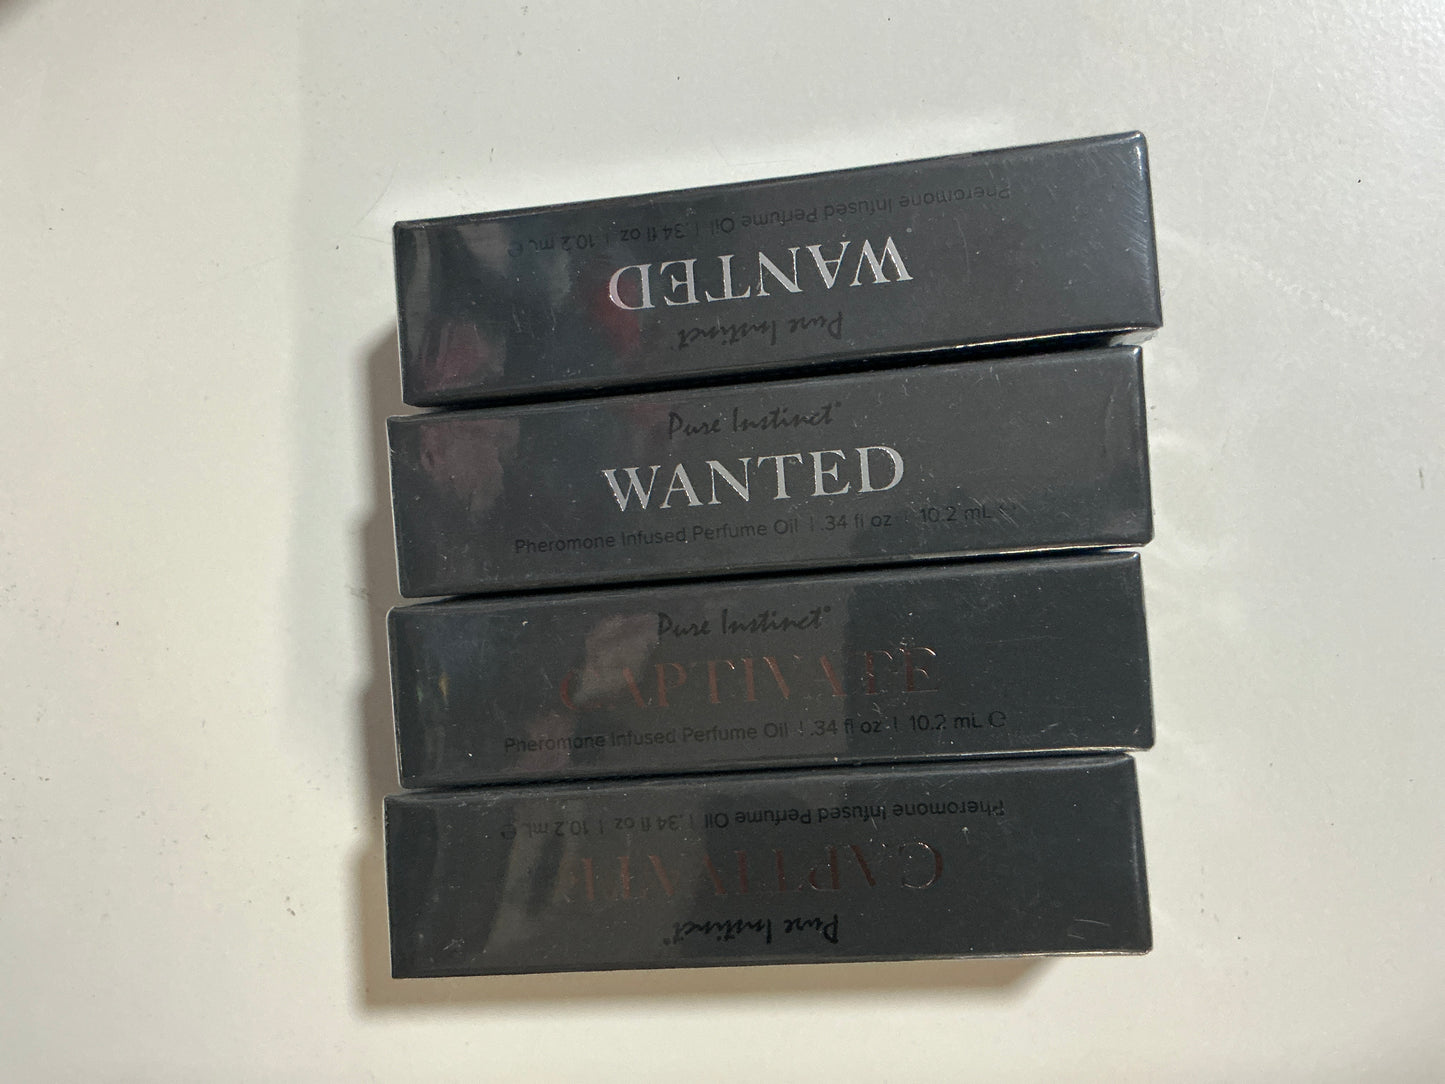 Pheromone Infused Perfume Oil | .34 fl oz | 10.2 mL ℮
WANTED
Pure Instinct®
Pure Instinct®
WANTED
Pheromone Infused Perfume Oil | .34 fl oz | 10.2 mL ℮
Pure Instinct®
CAPTIVATE
Pheromone Infused Perfume Oil | .34 fl oz | 10.2 mL ℮
Pheromone Infused Perfume Oil | .34 fl oz | 10.2 mL ℮
CAPTIVATE
Pure Instinct®